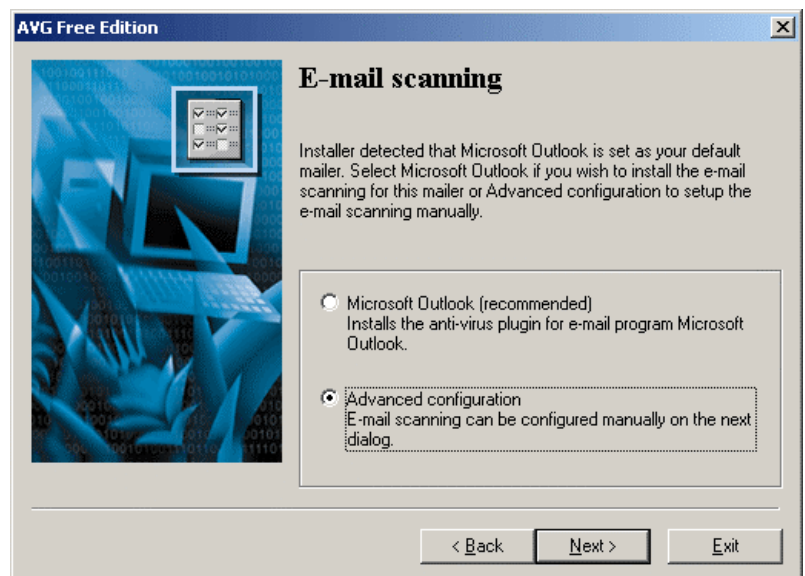 AVG Free Edition
E-mail scanning
Installer detected that Microsoft Outlook is set as your default
mailer. Select Microsoft Outlook if you wish to install the e-mail
scanning for this mailer or Advanced configuration to setup the
e-mail scanning manually.
Microsoft Outlook (recommended)
Installs the anti-virus plugin for e-mail program Microsoft
Outlook.
Advanced configuration
E-mail scanning can be configured manually on the next
dialog.
< Back
Next >
Exit